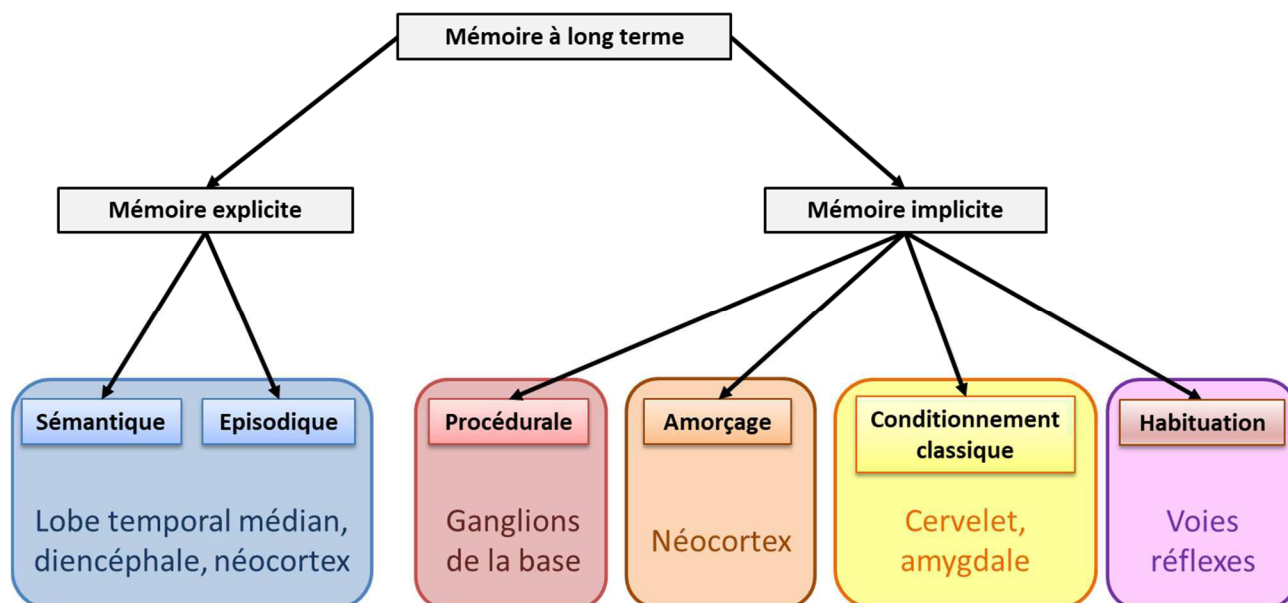 Mémoire à long terme
Mémoire explicite
Mémoire implicite
Sémantique
Episodique
Procédurale
Amorçage
Conditionnement
classique
Habituation
Lobe temporal médian,
diencéphale, néocortex
Ganglions
de la base
Néocortex
Cervelet,
amygdale
Voies
réflexes